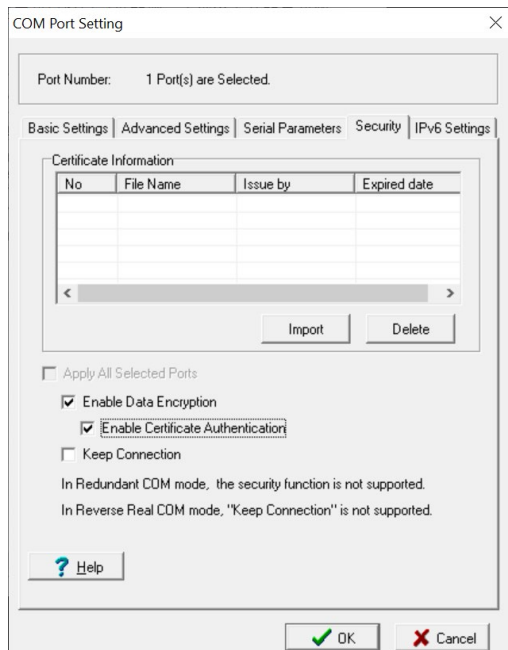 COM Port Setting
Port Number: 1 Port(s) are Selected.
Basic Settings Advanced Settings Serial Parameters Security IPv6 Settings
Certificate Information
No File Name Issue by Expired date
Import Delete
Apply All Selected Ports
Enable Data Encryption
Enable Certificate Authentication
Keep Connection
In Redundant COM mode, the security function is not supported.
In Reverse Real COM mode, "Keep Connection" is not supported.
? Help
OK Cancel